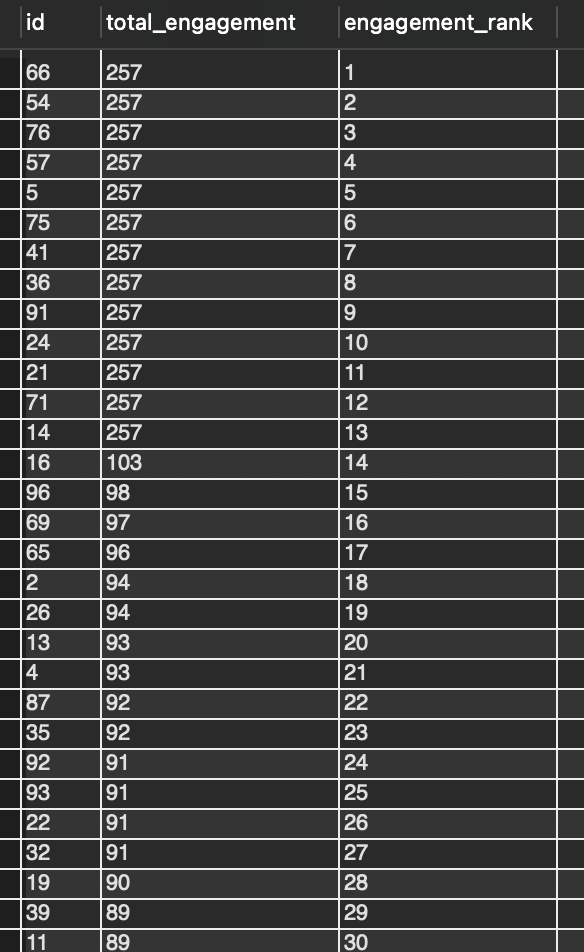 id total_engagement engagement_rank
66 257 1
54 257 2
76 257 3
57 257 4
5 257 5
75 257 6
41 257 7
36 257 8
91 257 9
24 257 10
21 257 11
71 257 12
14 257 13
16 103 14
96 98 15
69 97 16
65 96 17
2 94 18
26 94 19
13 93 20
4 93 21
87 92 22
35 92 23
92 91 24
93 91 25
22 91 26
32 91 27
19 90 28
39 89 29
11 89 30